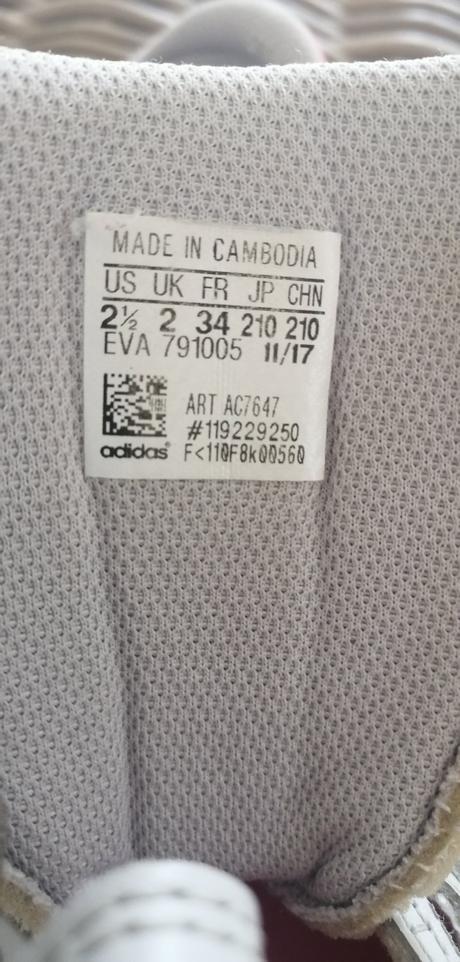 MADE IN CAMBODIA
US UK FR JP CHN
2½ 2 34 210 210
EVA 791005 11/17
ART AC7647
#119229250
adidas® F<110F8k00560